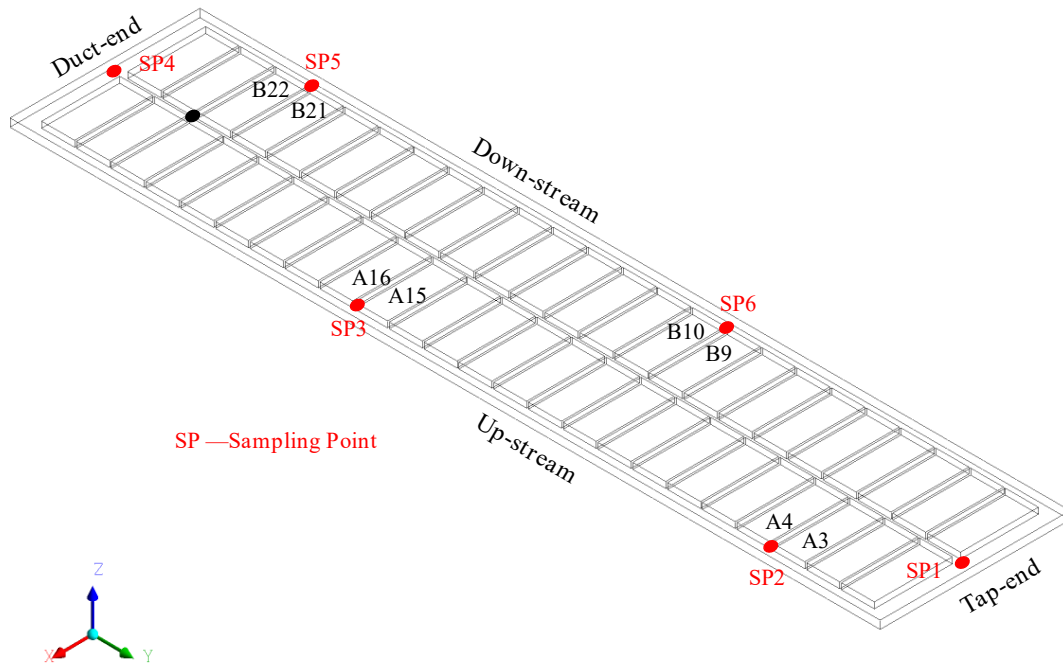 Duct-end
SP4
SP5
B22
B21
Down-stream
A16
A15
SP3
SP6
B10
B9
SP —Sampling Point
Up-stream
A4
A3
SP2
SP1
Tap-end
Z
X
Y